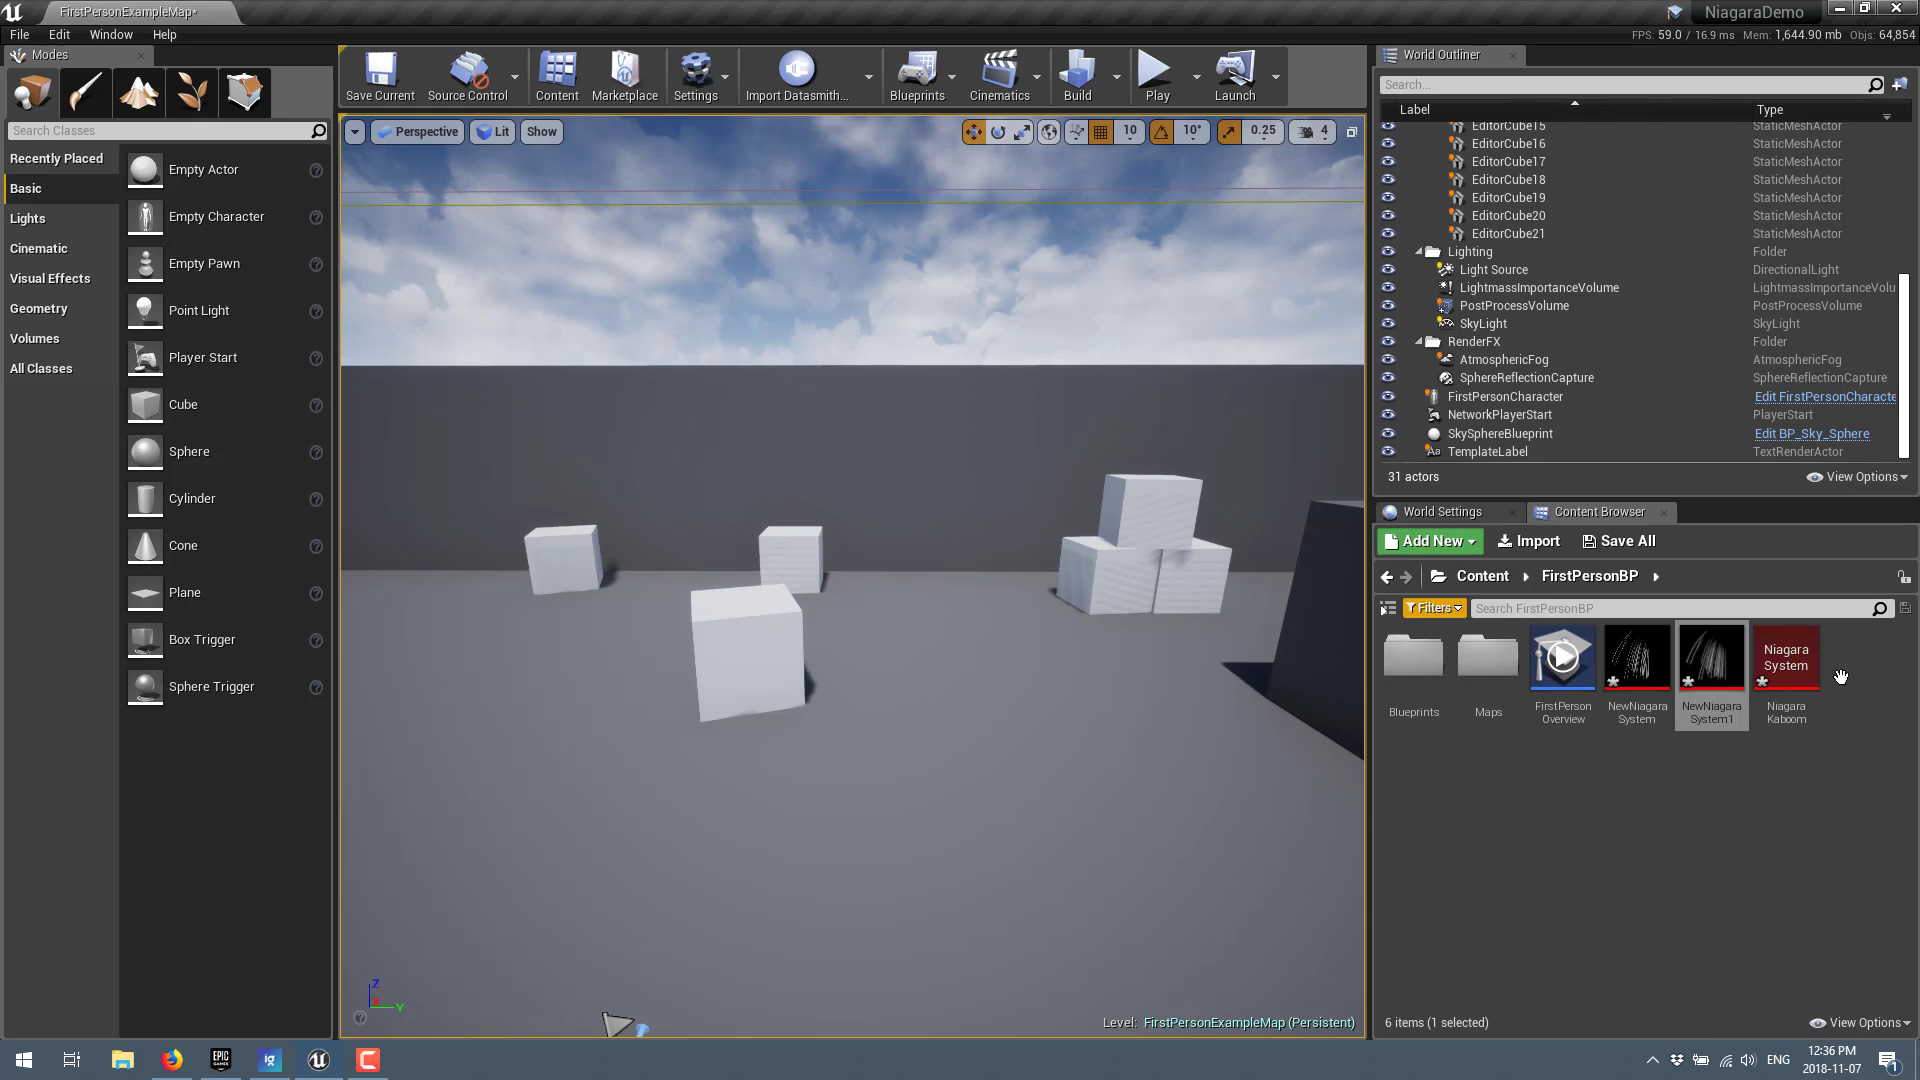 FirstPersonExampleMap*
NiagaraDemo
File Edit Window Help
FPS: 59.0 / 16.9 ms Mem: 1,644.90 mb Objs: 64,854
Modes
Save Current
Source Control
Content
Marketplace
Settings
Import Datasmith...
Blueprints
Cinematics
Build
Play
Launch
Search Classes
Recently Placed
Basic
Lights
Cinematic
Visual Effects
Geometry
Volumes
All Classes
Empty Actor
Empty Character
Empty Pawn
Point Light
Player Start
Cube
Sphere
Cylinder
Cone
Plane
Box Trigger
Sphere Trigger
Perspective
Lit
Show
10
10°
0.25
4
Z
X
Y
Level: FirstPersonExampleMap (Persistent)
World Outliner
Search...
Label Type
EditorCube15 StaticMeshActor
EditorCube16 StaticMeshActor
EditorCube17 StaticMeshActor
EditorCube18 StaticMeshActor
EditorCube19 StaticMeshActor
EditorCube20 StaticMeshActor
EditorCube21 StaticMeshActor
Lighting Folder
Light Source DirectionalLight
LightmassImportanceVolume LightmassImportanceVolu
PostProcessVolume PostProcessVolume
SkyLight SkyLight
RenderFX Folder
AtmosphericFog AtmosphericFog
SphereReflectionCapture SphereReflectionCapture
FirstPersonCharacter Edit FirstPersonCharacte
NetworkPlayerStart PlayerStart
SkySphereBlueprint Edit BP_Sky_Sphere
TemplateLabel TextRenderActor
31 actors
View Options
World Settings
Content Browser
Add New
Import
Save All
Content
FirstPersonBP
Filters
Search FirstPersonBP
Niagara
System
Blueprints
Maps
FirstPerson
Overview
NewNiagara
System
NewNiagara
System1
Niagara
Kaboom
6 items (1 selected)
View Options
EPIC
GAMES
ig
ENG
12:36 PM
2018-11-07
1